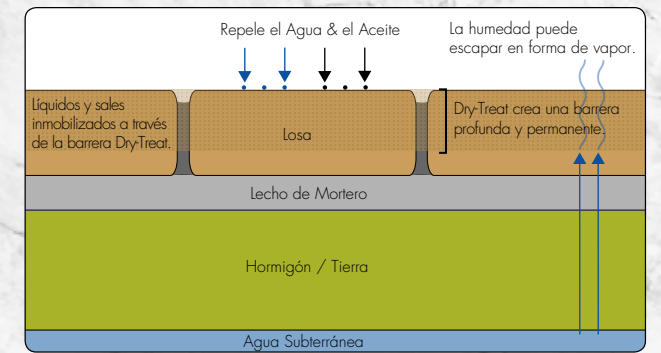 Repele el Agua & el Aceite
La humedad puede
escapar en forma de vapor.
Líquidos y sales
inmobilizados a través
de la barrera Dry-Treat.
Losa
Dry-Treat crea una barrera
profunda y permanente.
Lecho de Mortero
Hormigón / Tierra
Agua Subterránea